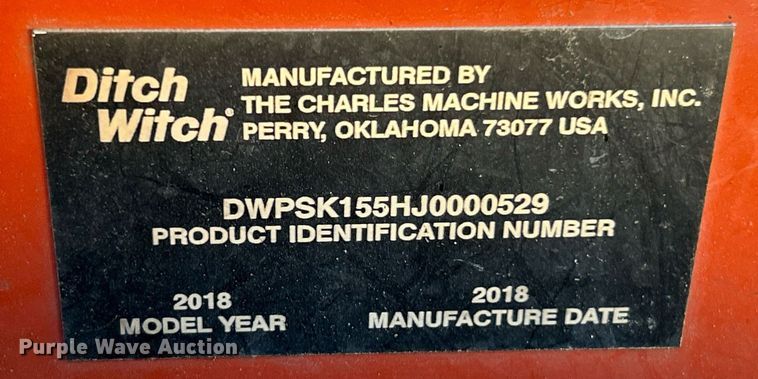 Ditch
Witch®
MANUFACTURED BY
THE CHARLES MACHINE WORKS, INC.
PERRY, OKLAHOMA 73077 USA
DWPSK155HJ0000529
PRODUCT IDENTIFICATION NUMBER
2018
MODEL YEAR
2018
MANUFACTURE DATE
Purple Wave Auction